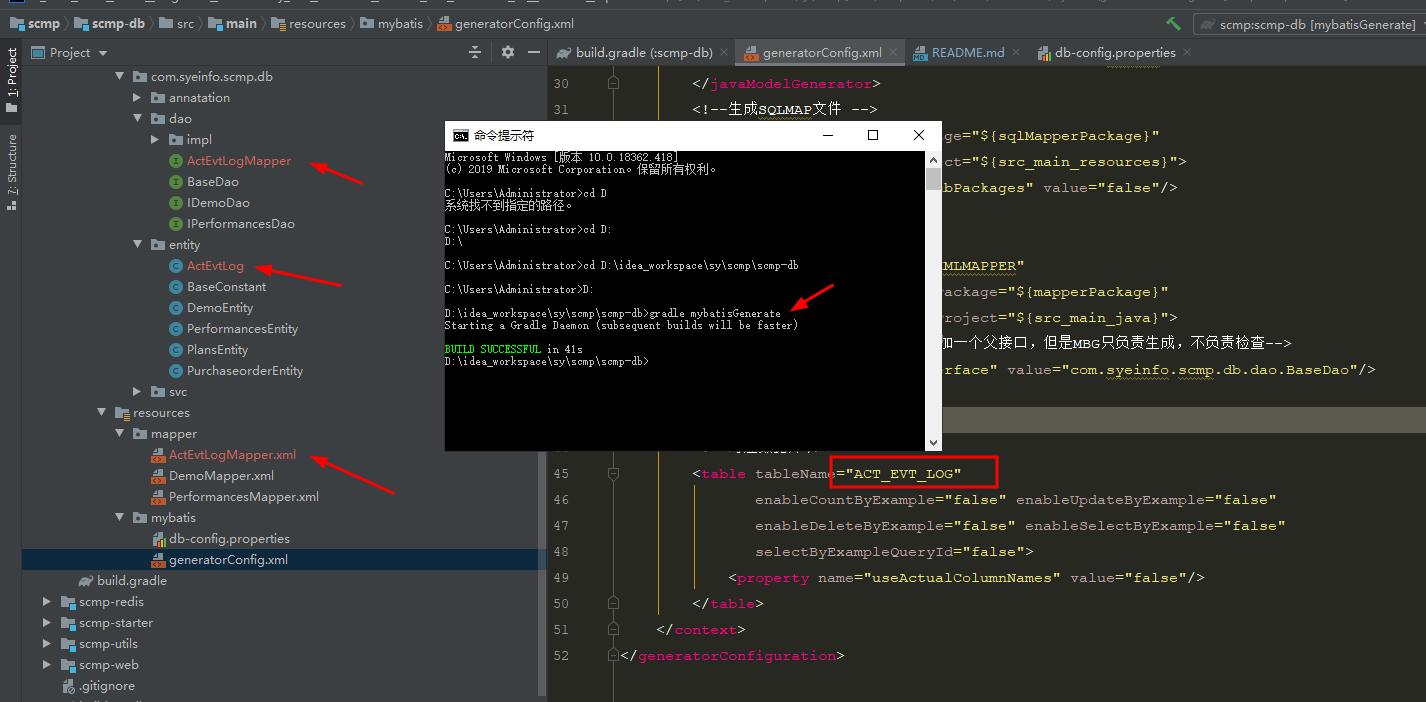 scmp scmp-db src main resources mybatis generatorConfig.xml
scmp:scmp-db [mybatisGenerate]
1: Project
7: Structure
Project
com.syeinfo.scmp.db
annatation
dao
impl
ActEvtLogMapper
BaseDao
IDemoDao
IPerformancesDao
entity
ActEvtLog
BaseConstant
DemoEntity
PerformancesEntity
PlansEntity
PurchaseorderEntity
svc
resources
mapper
ActEvtLogMapper.xml
DemoMapper.xml
PerformancesMapper.xml
mybatis
db-config.properties
generatorConfig.xml
build.gradle
scmp-redis
scmp-starter
scmp-utils
scmp-web
.gitignore
build.gradle (:scmp-db) generatorConfig.xml README.md db-config.properties
30 </javaModelGenerator>
31 <!--生成SQLMAP文件 -->
ge="${sqlMapperPackage}"
ct="${src_main_resources}">
bPackages" value="false"/>
XMLMAPPER"
ackage="${mapperPackage}"
roject="${src_main_java}">
加一个父接口，但是MBG只负责生成，不负责检查-->
erface" value="com.syeinfo.scmp.db.dao.BaseDao"/>
45 <table tableName="ACT_EVT_LOG"
46 enableCountByExample="false" enableUpdateByExample="false"
47 enableDeleteByExample="false" enableSelectByExample="false"
48 selectByExampleQueryId="false">
49 <property name="useActualColumnNames" value="false"/>
50 </table>
51 </context>
52 </generatorConfiguration>
命令提示符
Microsoft Windows [版本 10.0.18362.418]
(c) 2019 Microsoft Corporation。保留所有权利。
C:\Users\Administrator>cd D
系统找不到指定的路径。
C:\Users\Administrator>cd D:
D:\
C:\Users\Administrator>cd D:\idea_workspace\sy\scmp\scmp-db
C:\Users\Administrator>D:
D:\idea_workspace\sy\scmp\scmp-db>gradle mybatisGenerate
Starting a Gradle Daemon (subsequent builds will be faster)
BUILD SUCCESSFUL in 41s
D:\idea_workspace\sy\scmp\scmp-db>